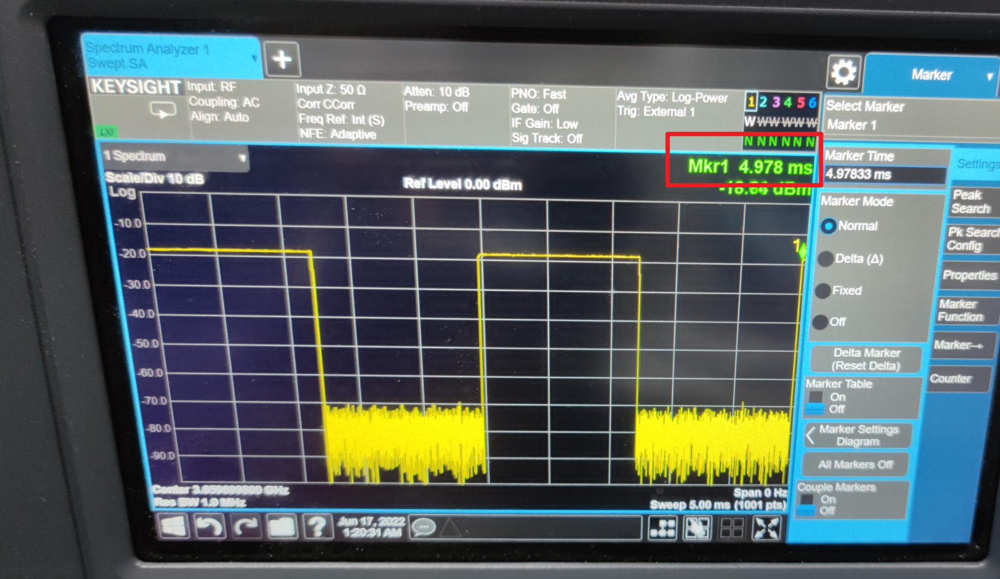 Spectrum Analyzer 1
Swept SA
KEYSIGHT
LXI
Input: RF
Coupling: AC
Align: Auto
Input Z: 50 Ω
Corr CCorr
Freq Ref: Int (S)
NFE: Adaptive
Atten: 10 dB
Preamp: Off
PNO: Fast
Gate: Off
IF Gain: Low
Sig Track: Off
Avg Type: Log-Power
Trig: External 1
1 2 3 4 5 6
W W W W W W
N N N N N N
Marker
Select Marker
Marker 1
1 Spectrum
Scale/Div 10 dB
Log
Ref Level 0.00 dBm
Mkr1 4.978 ms
-18.64 dBm
1
-10.0
-20.0
-30.0
-40.0
-50.0
-60.0
-70.0
-80.0
-90.0
Center 3.659699800 GHz
Res BW 1.0 MHz
Span 0 Hz
Sweep 5.00 ms (1001 pts)
Marker Time
4.97833 ms
Marker Mode
Normal
Delta (Δ)
Fixed
Off
Delta Marker
(Reset Delta)
Marker Table
On
Off
Marker Settings
Diagram
All Markers Off
Couple Markers
On
Off
Settings
Peak
Search
Pk Search
Config
Properties
Marker
Function
Marker→
Counter
?
Jun 17, 2022
1:20:31 AM